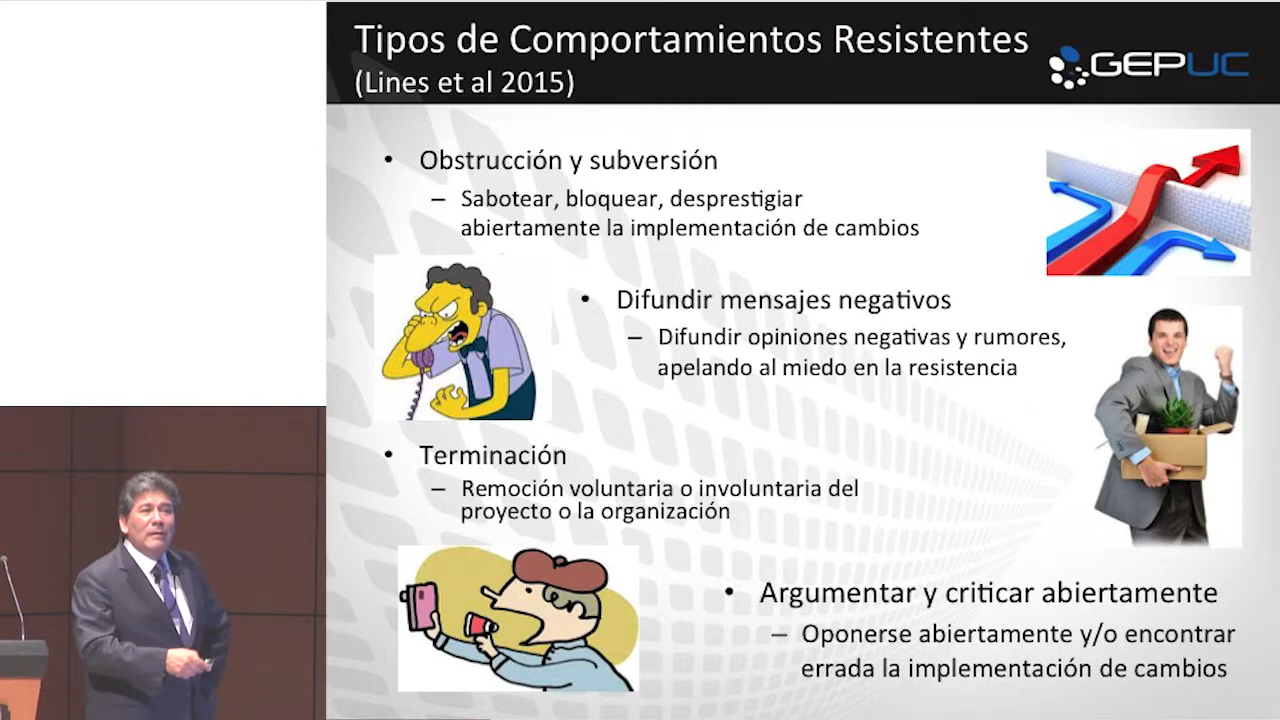 Tipos de Comportamientos Resistentes
(Lines et al 2015)
GEPUC
• Obstrucción y subversión
– Sabotear, bloquear, desprestigiar
abiertamente la implementación de cambios
• Difundir mensajes negativos
– Difundir opiniones negativas y rumores,
apelando al miedo en la resistencia
• Terminación
– Remoción voluntaria o involuntaria del
proyecto o la organización
• Argumentar y criticar abiertamente
– Oponerse abiertamente y/o encontrar
errada la implementación de cambios